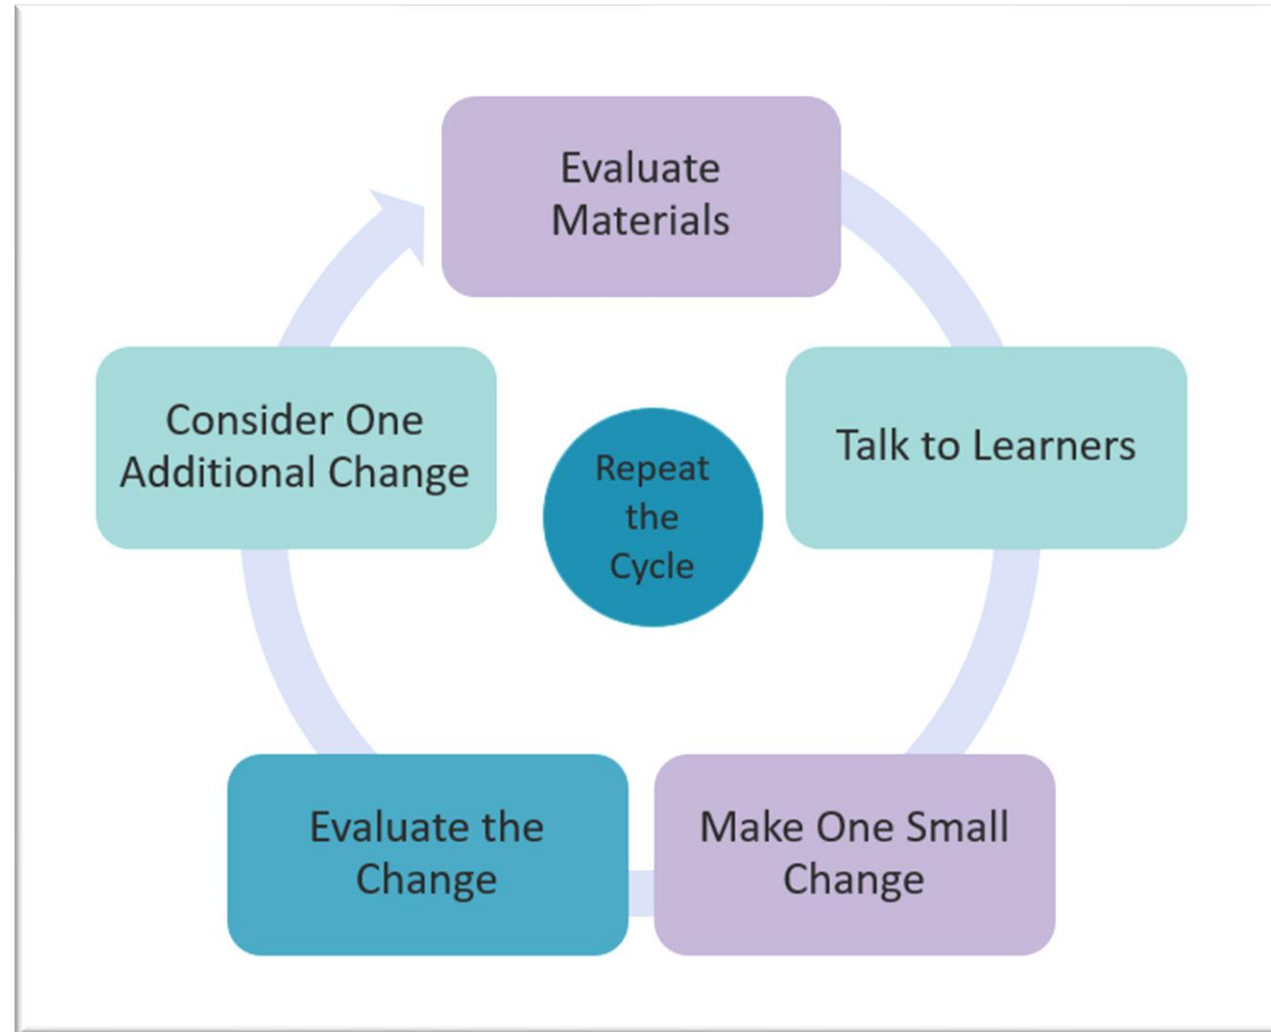 Evaluate
Materials
Talk to Learners
Make One Small
Change
Evaluate the
Change
Consider One
Additional Change
Repeat
the
Cycle